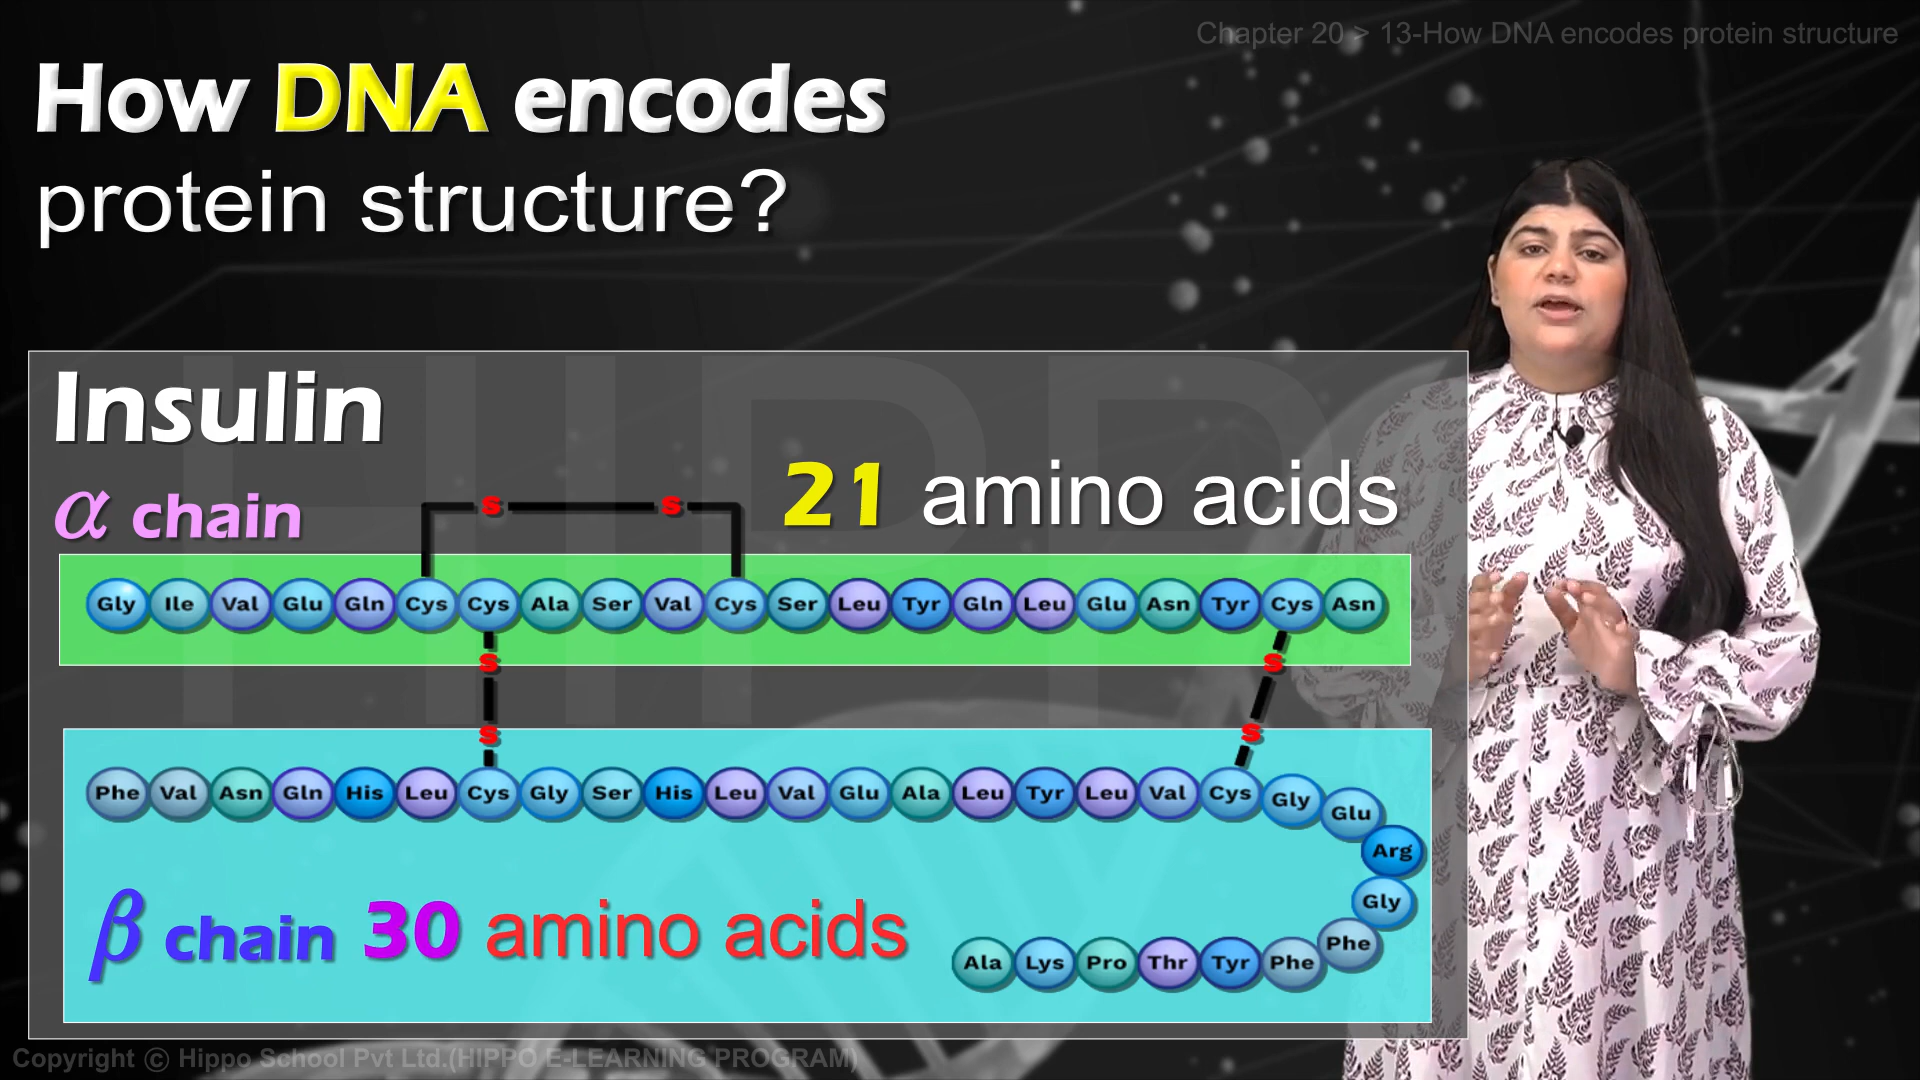 Chapter 20 > 13-How DNA encodes protein structure
How DNA encodes
protein structure?
HIPP
Insulin
α chain
21 amino acids
s s
Gly Ile Val Glu Gln Cys Cys Ala Ser Val Cys Ser Leu Tyr Gln Leu Glu Asn Tyr Cys Asn
s s
s s
Phe Val Asn Gln His Leu Cys Gly Ser His Leu Val Glu Ala Leu Tyr Leu Val Cys Gly Glu
Arg
Gly
Phe
β chain 30 amino acids
Ala Lys Pro Thr Tyr Phe
Copyright © Hippo School Pvt Ltd.(HIPPO E-LEARNING PROGRAM)